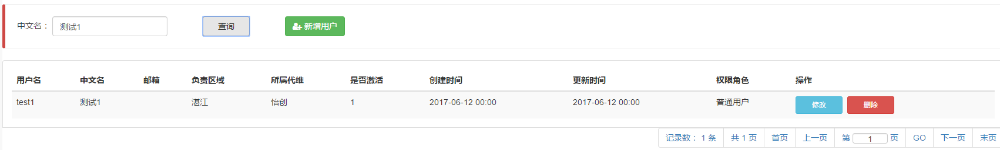 中文名： 测试1 查询 新增用户
用户名 中文名 邮箱 负责区域 所属代维 是否激活 创建时间 更新时间 权限角色 操作
test1 测试1 湛江 怡创 1 2017-06-12 00:00 2017-06-12 00:00 普通用户 修改 删除
记录数： 1 条 共 1 页 首页 上一页 第 1 页 GO 下一页 末页